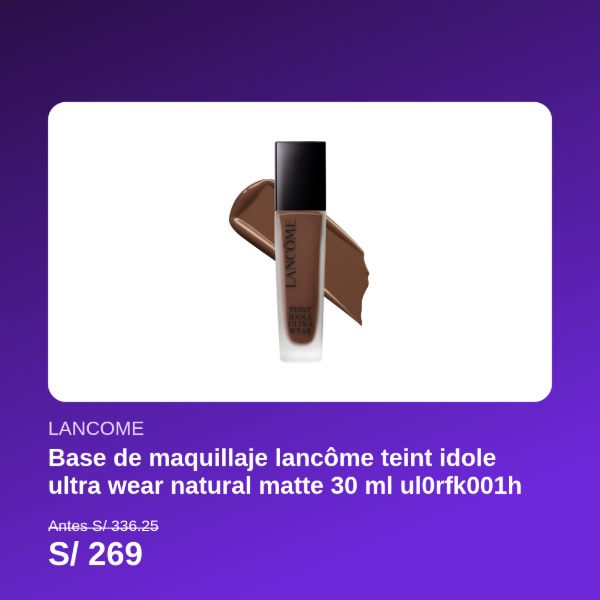 LANCÔME
TEINT
IDOLE
ULTRA
WEAR
LANCOME
Base de maquillaje lancôme teint idole
ultra wear natural matte 30 ml ul0rfk001h
Antes S/ 336.25
S/ 269